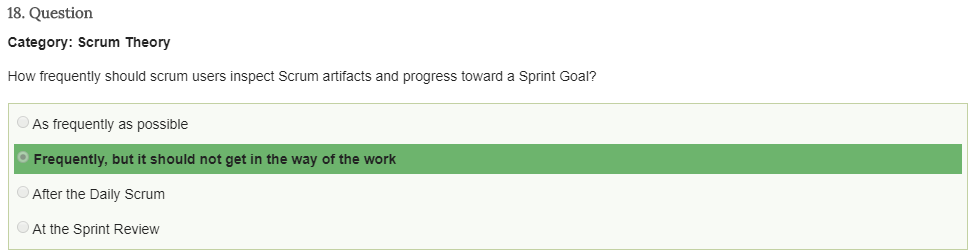 18. Question
Category: Scrum Theory
How frequently should scrum users inspect Scrum artifacts and progress toward a Sprint Goal?
As frequently as possible
Frequently, but it should not get in the way of the work
After the Daily Scrum
At the Sprint Review